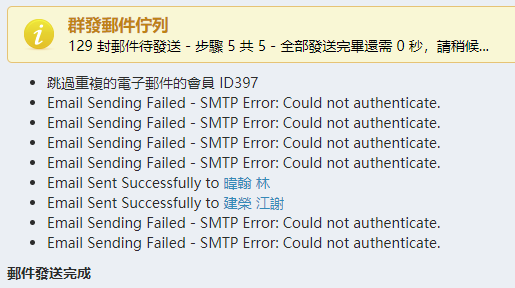 群發郵件佇列
129 封郵件待發送 - 步驟 5 共 5 - 全部發送完畢還需 0 秒，請稍候...
跳過重複的電子郵件的會員 ID397
Email Sending Failed - SMTP Error: Could not authenticate.
Email Sending Failed - SMTP Error: Could not authenticate.
Email Sending Failed - SMTP Error: Could not authenticate.
Email Sending Failed - SMTP Error: Could not authenticate.
Email Sent Successfully to 暐翰 林
Email Sent Successfully to 建榮 江謝
Email Sending Failed - SMTP Error: Could not authenticate.
Email Sending Failed - SMTP Error: Could not authenticate.
郵件發送完成